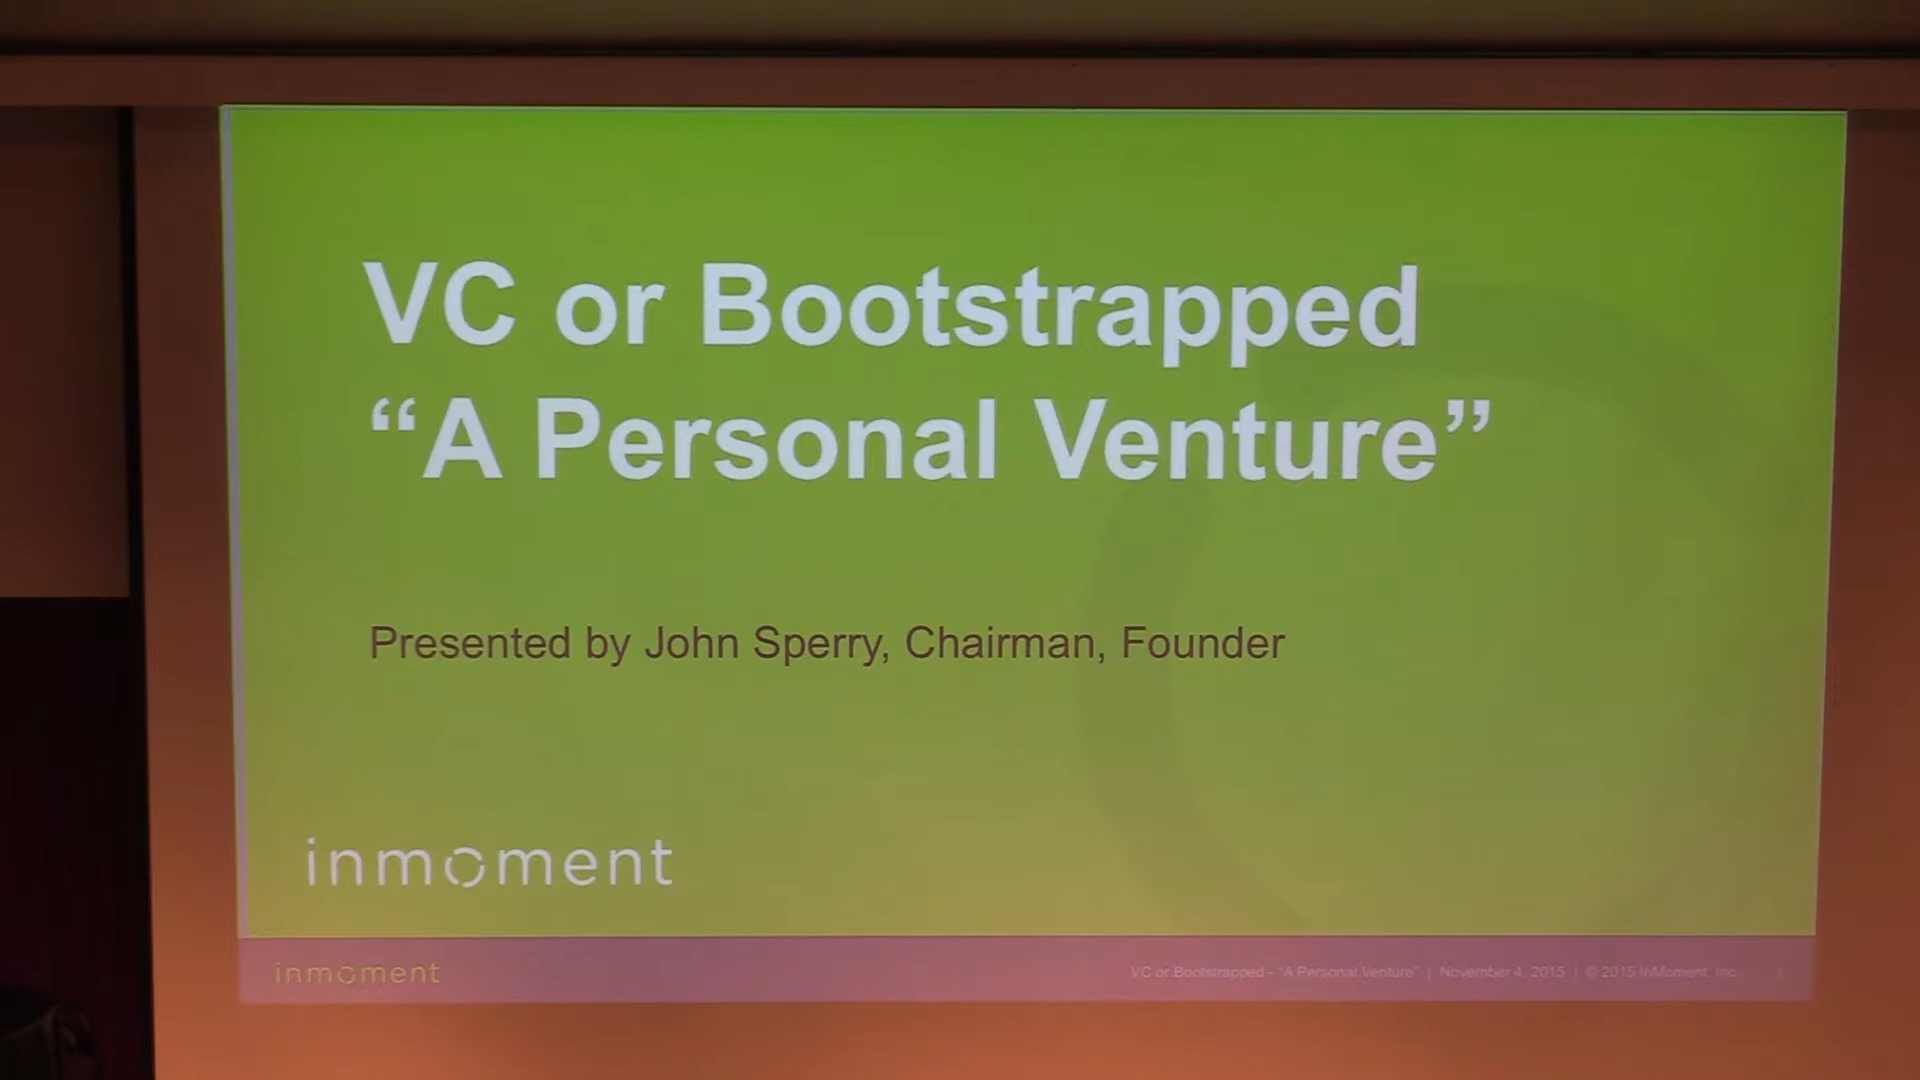 VC or Bootstrapped
“A Personal Venture”
Presented by John Sperry, Chairman, Founder
inmoment
inmoment
VC or Bootstrapped - “A Personal Venture” | November 4, 2015 | © 2015 InMoment, Inc.